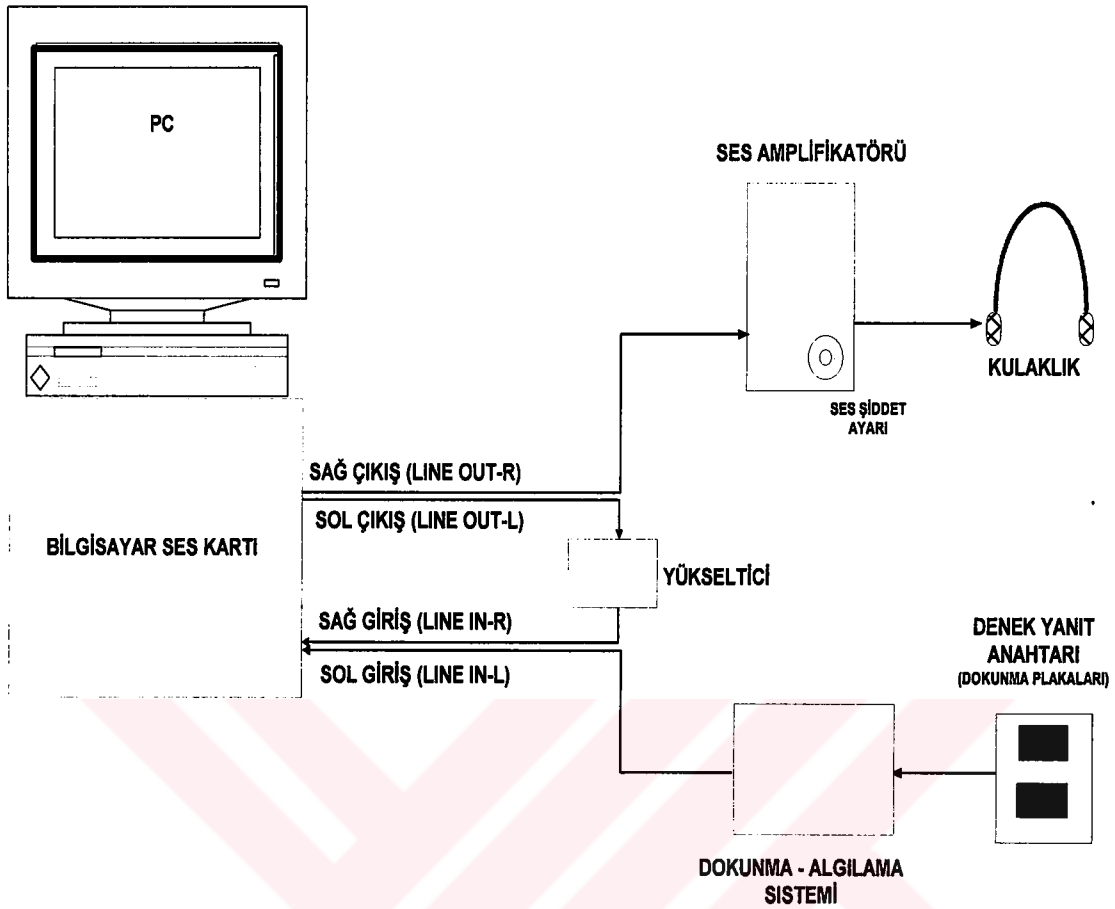 PC
SES AMPLİFİKATÖRÜ
KULAKLIK
SES ŞİDDET
AYARI
SAĞ ÇIKIŞ (LINE OUT-R)
SOL ÇIKIŞ (LINE OUT-L)
BİLGİSAYAR SES KARTI
YÜKSELTİCİ
SAĞ GİRİŞ (LINE IN-R)
SOL GİRİŞ (LINE IN-L)
DENEK YANIT
ANAHTARI
(DOKUNMA PLAKALARI)
DOKUNMA - ALGILAMA
SİSTEMİ